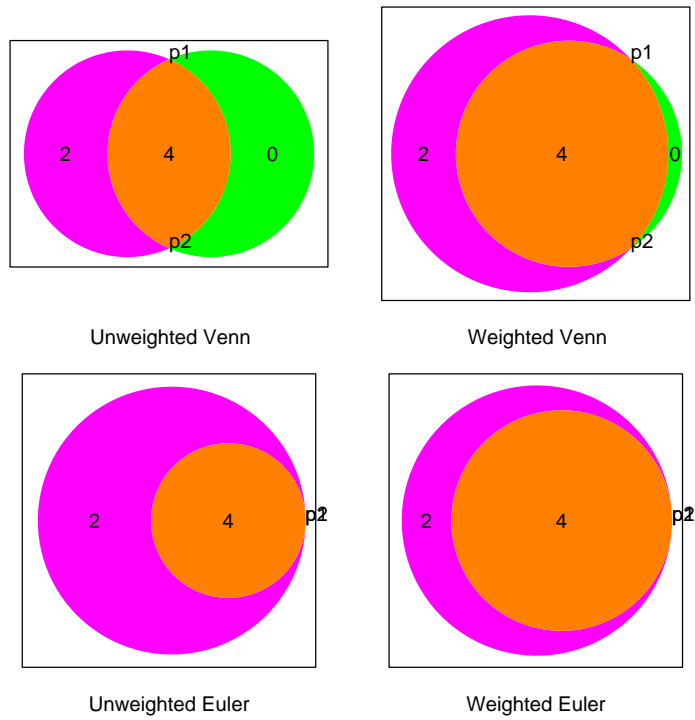 p1
2 4 0
p2
Unweighted Venn
p1
2 4 0
p2
Weighted Venn
2 4
Unweighted Euler
2 4
Weighted Euler